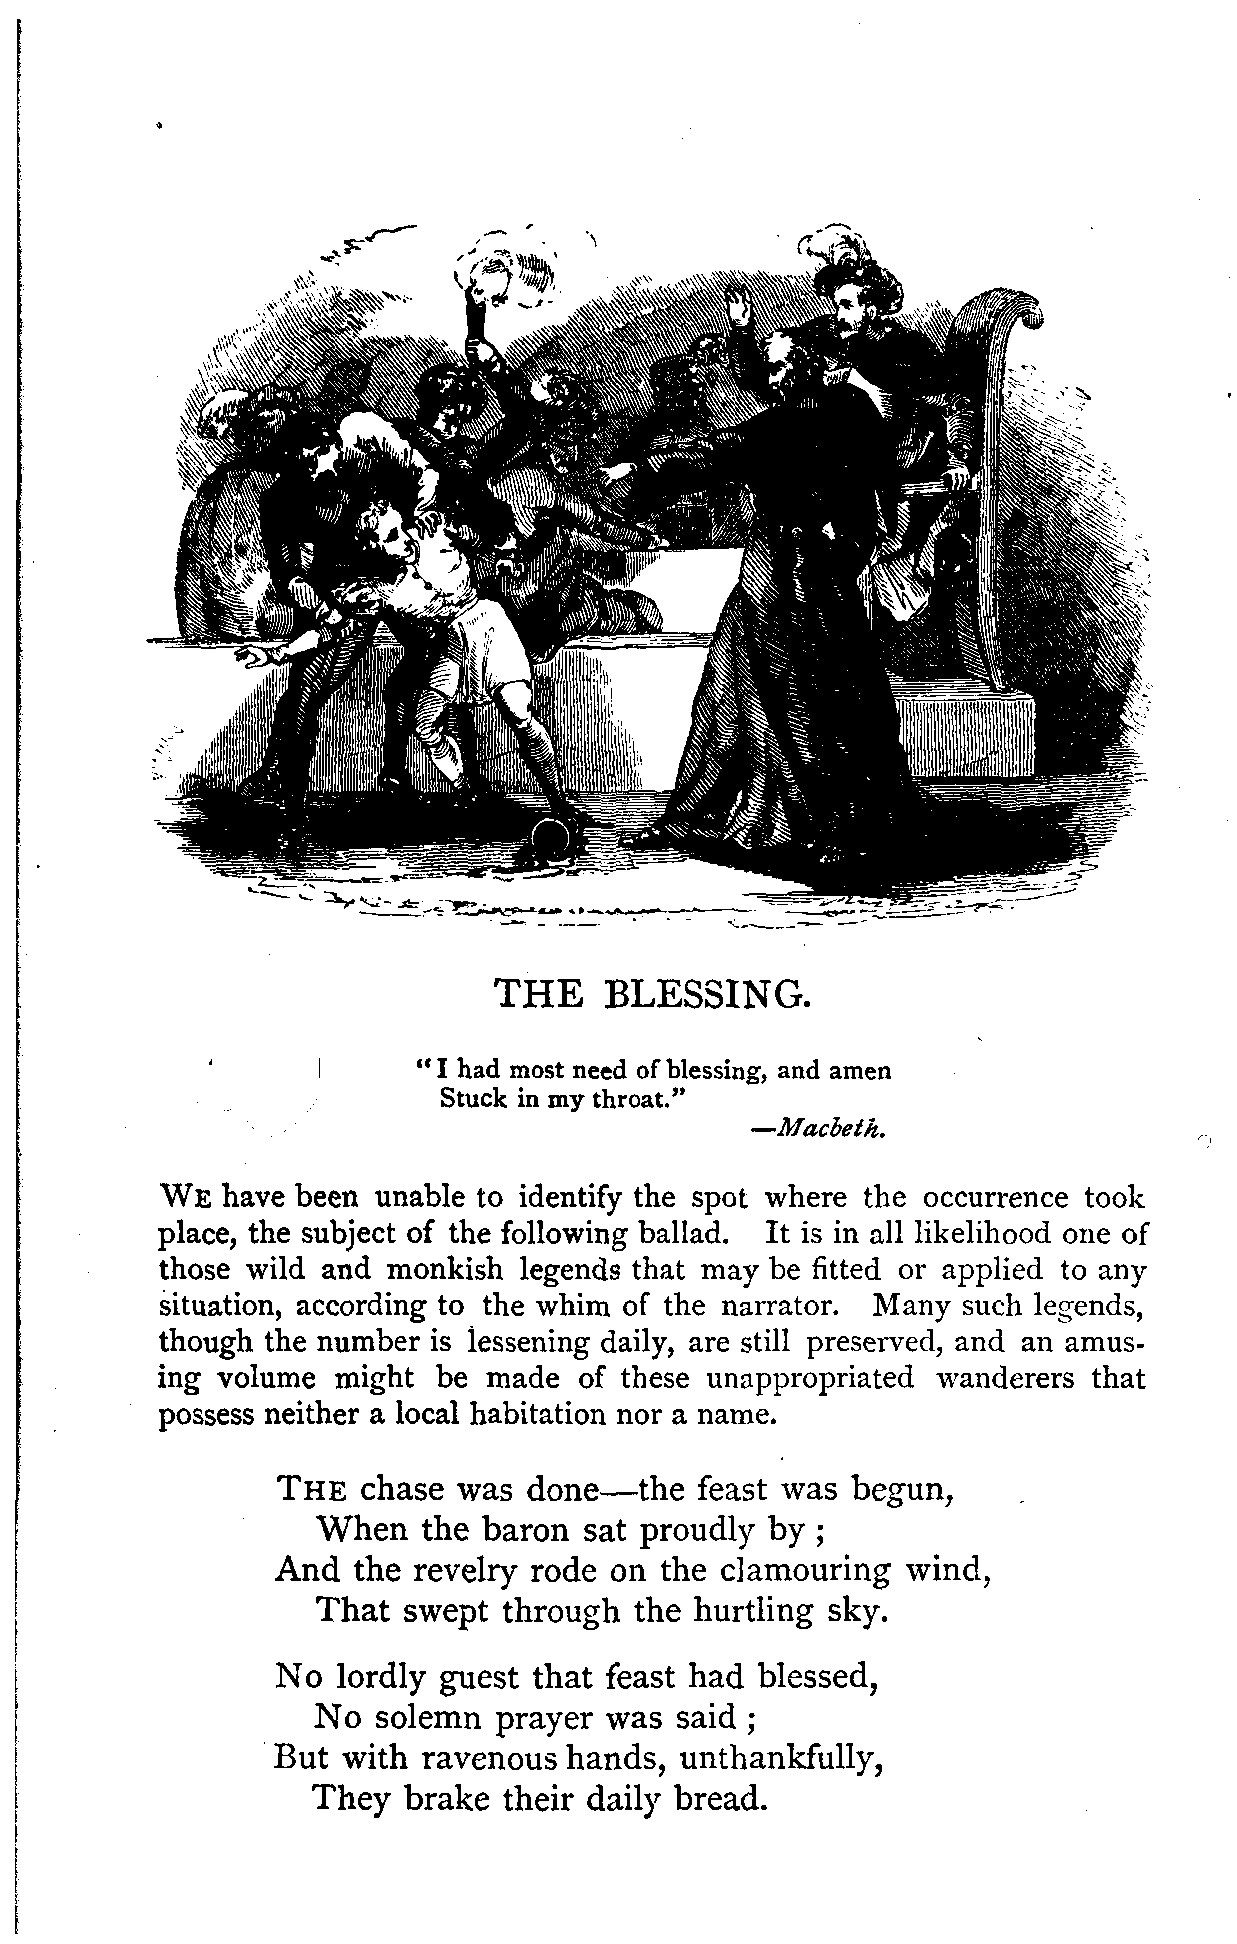 THE BLESSING.
“I had most need of blessing, and amen
Stuck in my throat.”
—Macbeth.
WE have been unable to identify the spot where the occurrence took
place, the subject of the following ballad. It is in all likelihood one of
those wild and monkish legends that may be fitted or applied to any
situation, according to the whim of the narrator. Many such legends,
though the number is lessening daily, are still preserved, and an amus-
ing volume might be made of these unappropriated wanderers that
possess neither a local habitation nor a name.
THE chase was done—the feast was begun,
When the baron sat proudly by ;
And the revelry rode on the clamouring wind,
That swept through the hurtling sky.
No lordly guest that feast had blessed,
No solemn prayer was said ;
But with ravenous hands, unthankfully,
They brake their daily bread.